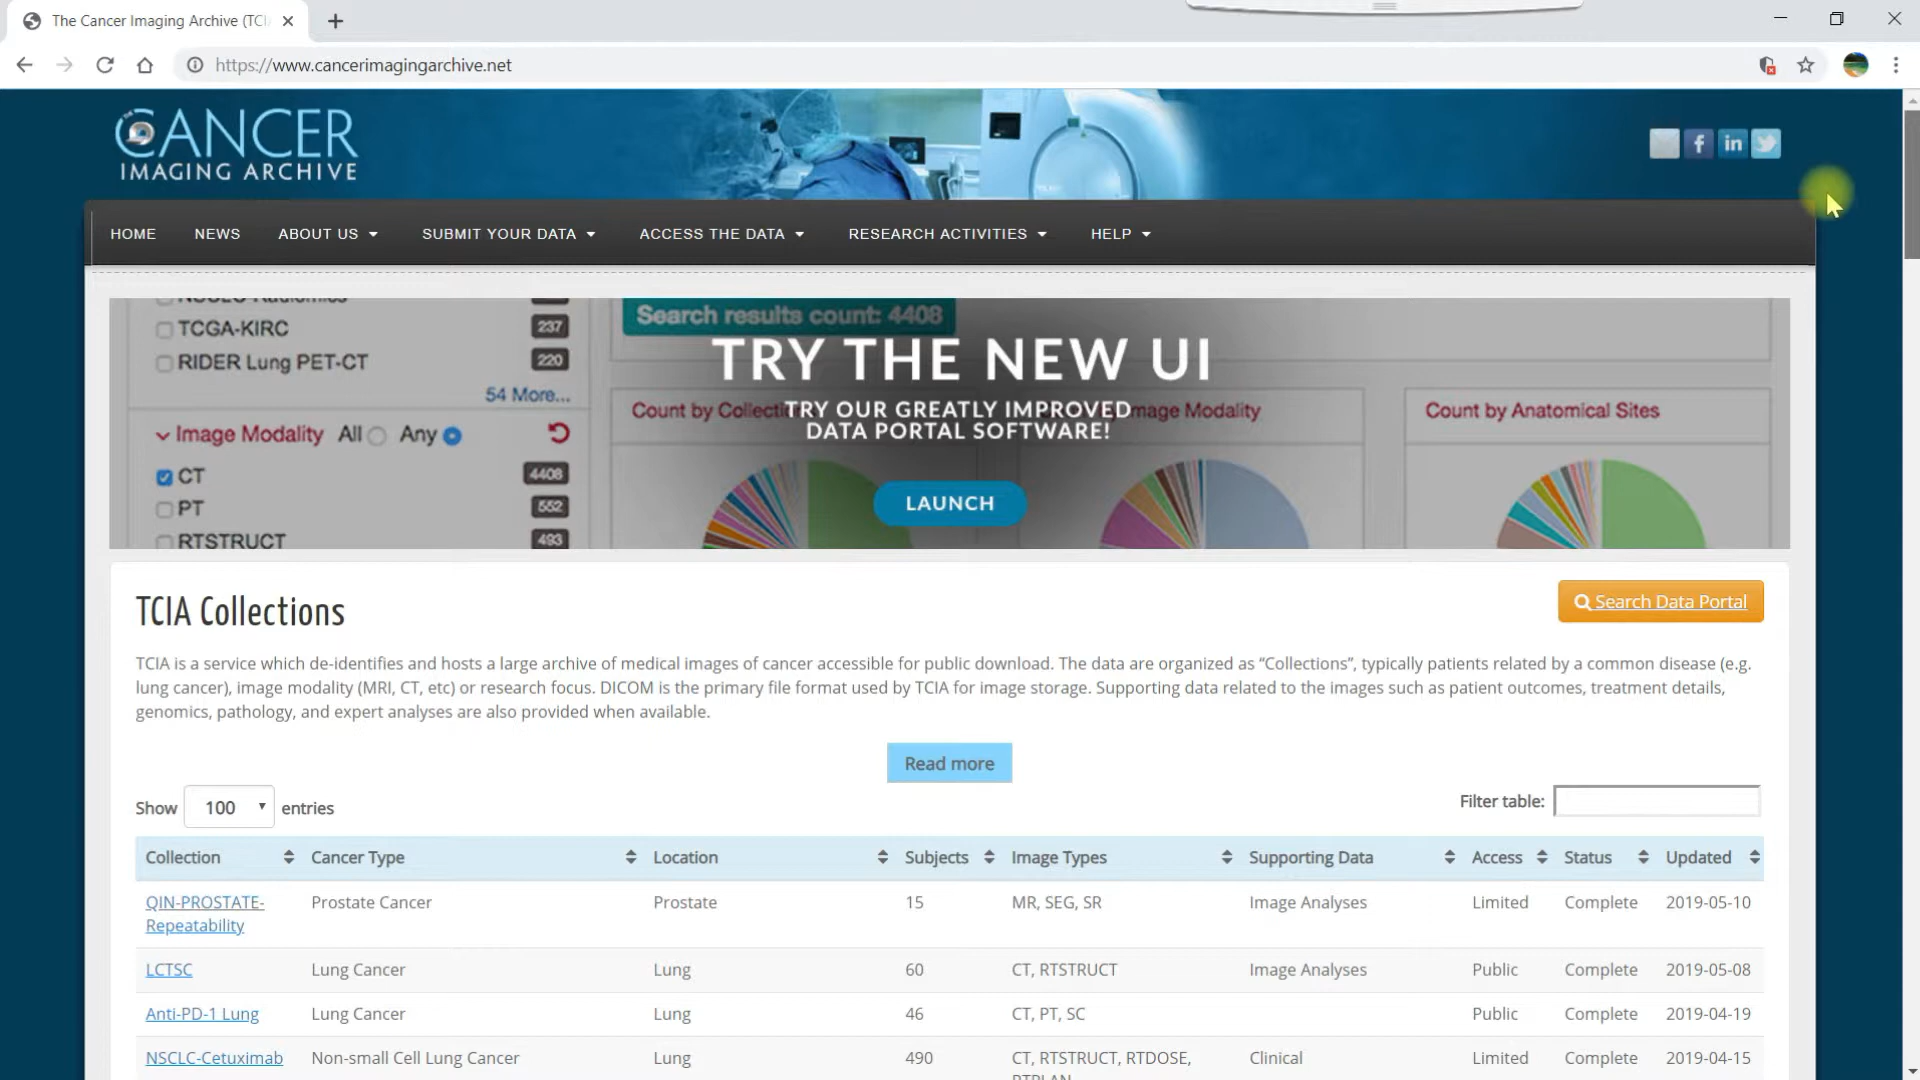 The Cancer Imaging Archive (TCI
https://www.cancerimagingarchive.net
THE
CANCER
IMAGING ARCHIVE
HOME NEWS ABOUT US SUBMIT YOUR DATA ACCESS THE DATA RESEARCH ACTIVITIES HELP
TCGA-KIRC 237
RIDER Lung PET-CT 220
54 More...
Image Modality All Any
CT 4408
PT 552
RTSTRUCT 493
Search results count: 4408
TRY THE NEW UI
Count by Image Modality Count by Anatomical Sites
TRY OUR GREATLY IMPROVED
DATA PORTAL SOFTWARE!
LAUNCH
TCIA Collections
Search Data Portal
TCIA is a service which de-identifies and hosts a large archive of medical images of cancer accessible for public download. The data are organized as “Collections”, typically patients related by a common disease (e.g.
lung cancer), image modality (MRI, CT, etc) or research focus. DICOM is the primary file format used by TCIA for image storage. Supporting data related to the images such as patient outcomes, treatment details,
genomics, pathology, and expert analyses are also provided when available.
Read more
Show 100 entries
Filter table:
Collection Cancer Type Location Subjects Image Types Supporting Data Access Status Updated
QIN-PROSTATE- Prostate Cancer Prostate 15 MR, SEG, SR Image Analyses Limited Complete 2019-05-10
Repeatability
LCTSC Lung Cancer Lung 60 CT, RTSTRUCT Image Analyses Public Complete 2019-05-08
Anti-PD-1 Lung Lung Cancer Lung 46 CT, PT, SC Public Complete 2019-04-19
NSCLC-Cetuximab Non-small Cell Lung Cancer Lung 490 CT, RTSTRUCT, RTDOSE, Clinical Limited Complete 2019-04-15
RTPLAN